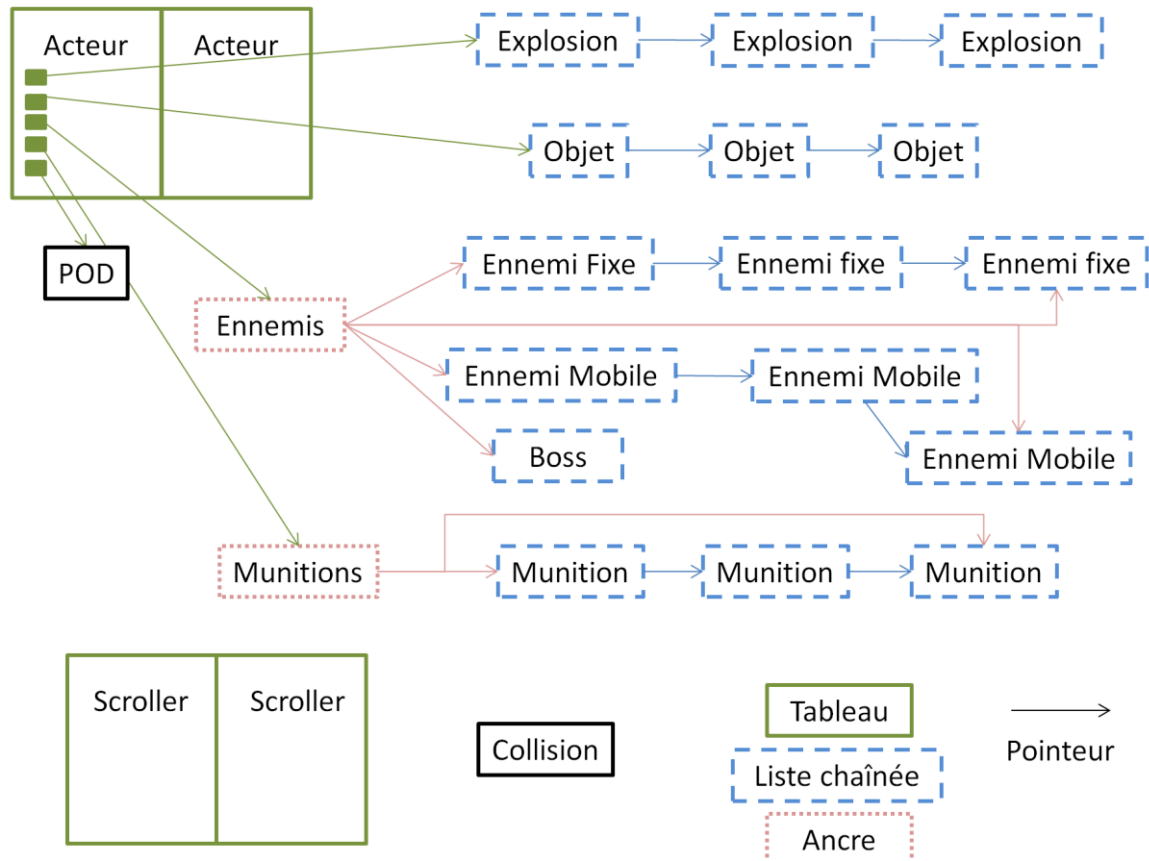 Acteur
Acteur
Explosion
Explosion
Explosion
Objet
Objet
Objet
POD
Ennemi Fixe
Ennemi fixe
Ennemi fixe
Ennemis
Ennemi Mobile
Ennemi Mobile
Boss
Ennemi Mobile
Munitions
Munition
Munition
Munition
Scroller
Scroller
Collision
Tableau
Pointeur
Liste chaînée
Ancre